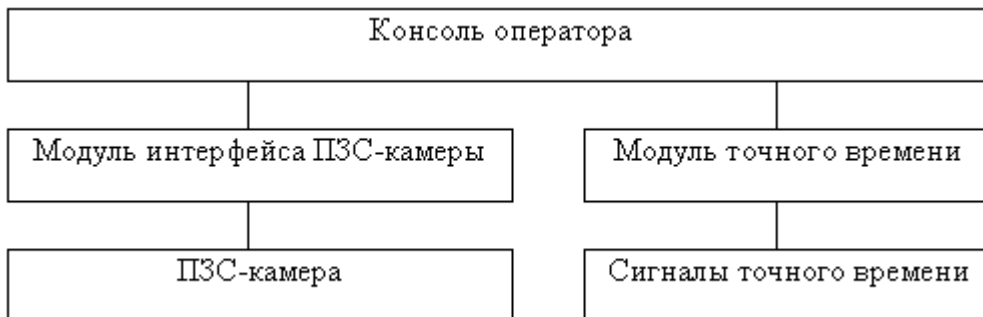 Консоль оператора
Модуль интерфейса ПЗС-камеры
Модуль точного времени
ПЗС-камера
Сигналы точного времени